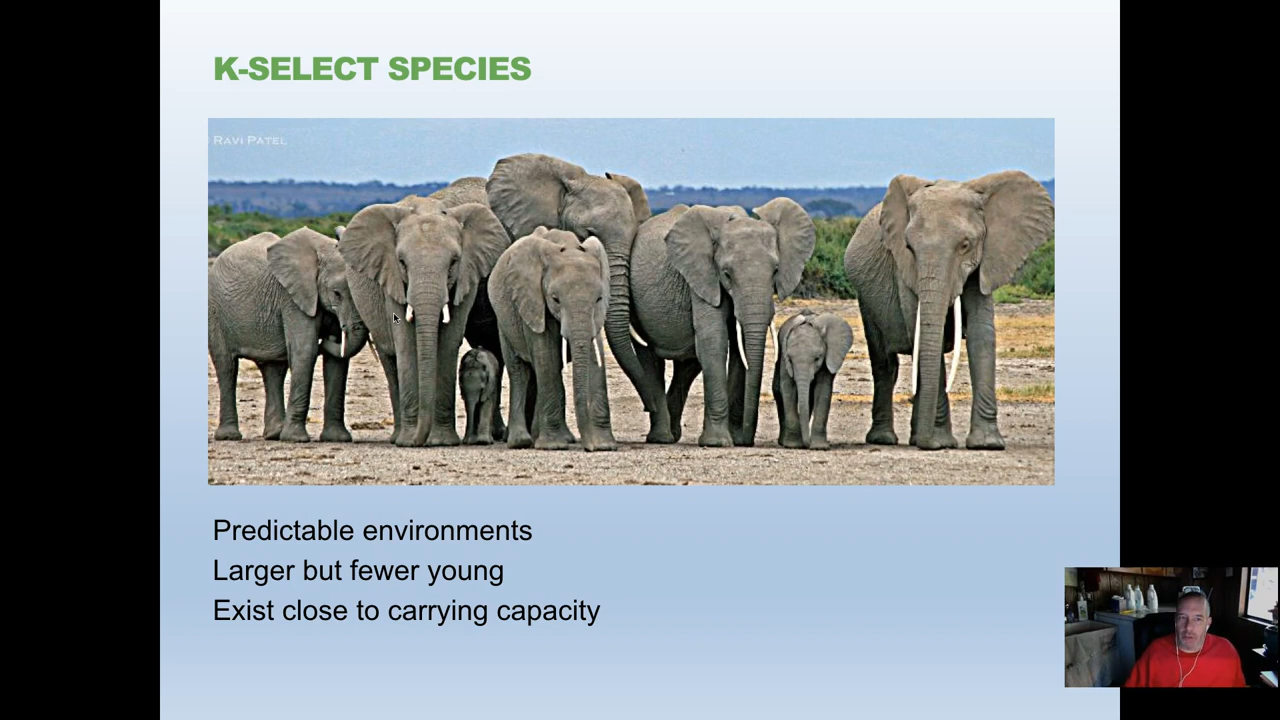 K-SELECT SPECIES
RAVI PATEL
Predictable environments
Larger but fewer young
Exist close to carrying capacity